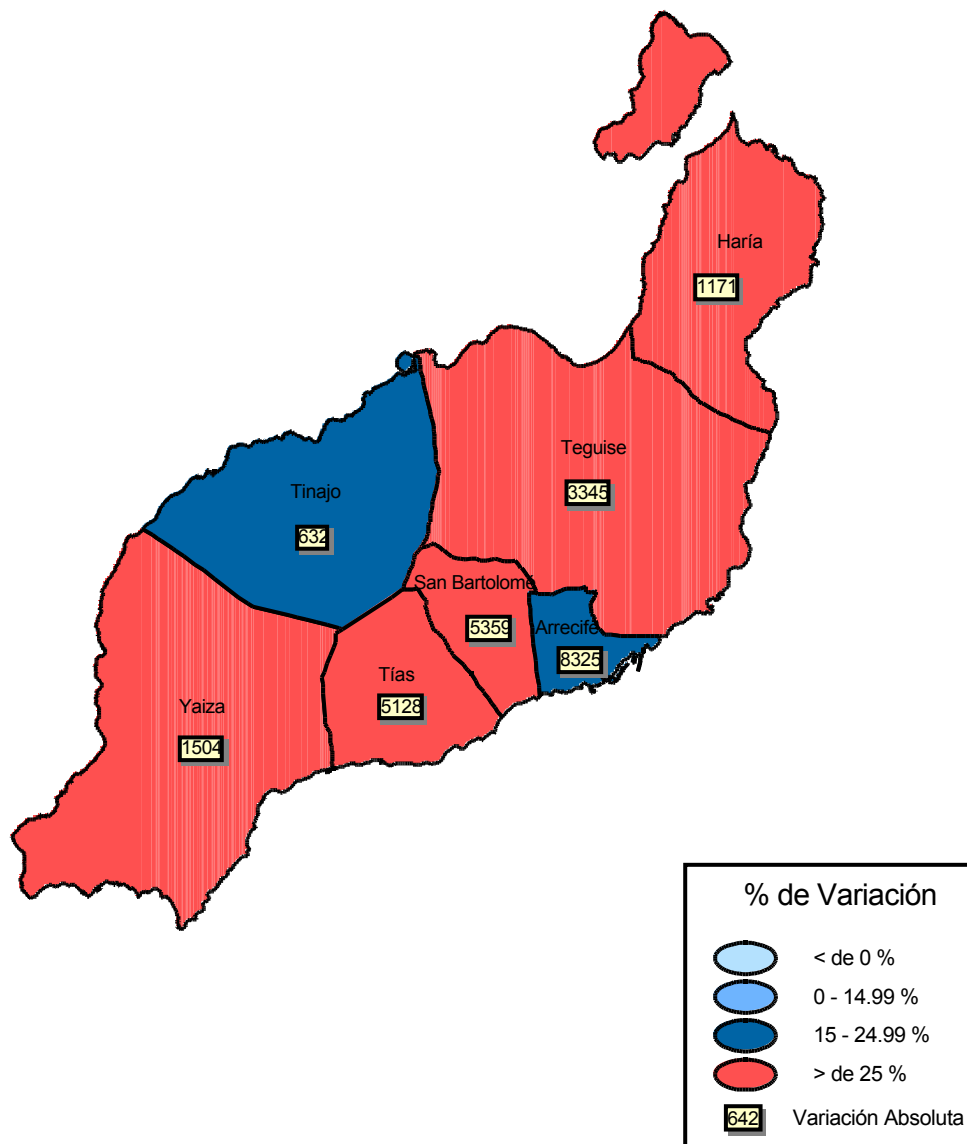 Haría
1171
Teguise
3345
Tinajo
632
San Bartolomé
5359
Arrecife
8325
Tías
5128
Yaiza
1504
% de Variación
< de 0 %
0 - 14.99 %
15 - 24.99 %
> de 25 %
642 Variación Absoluta